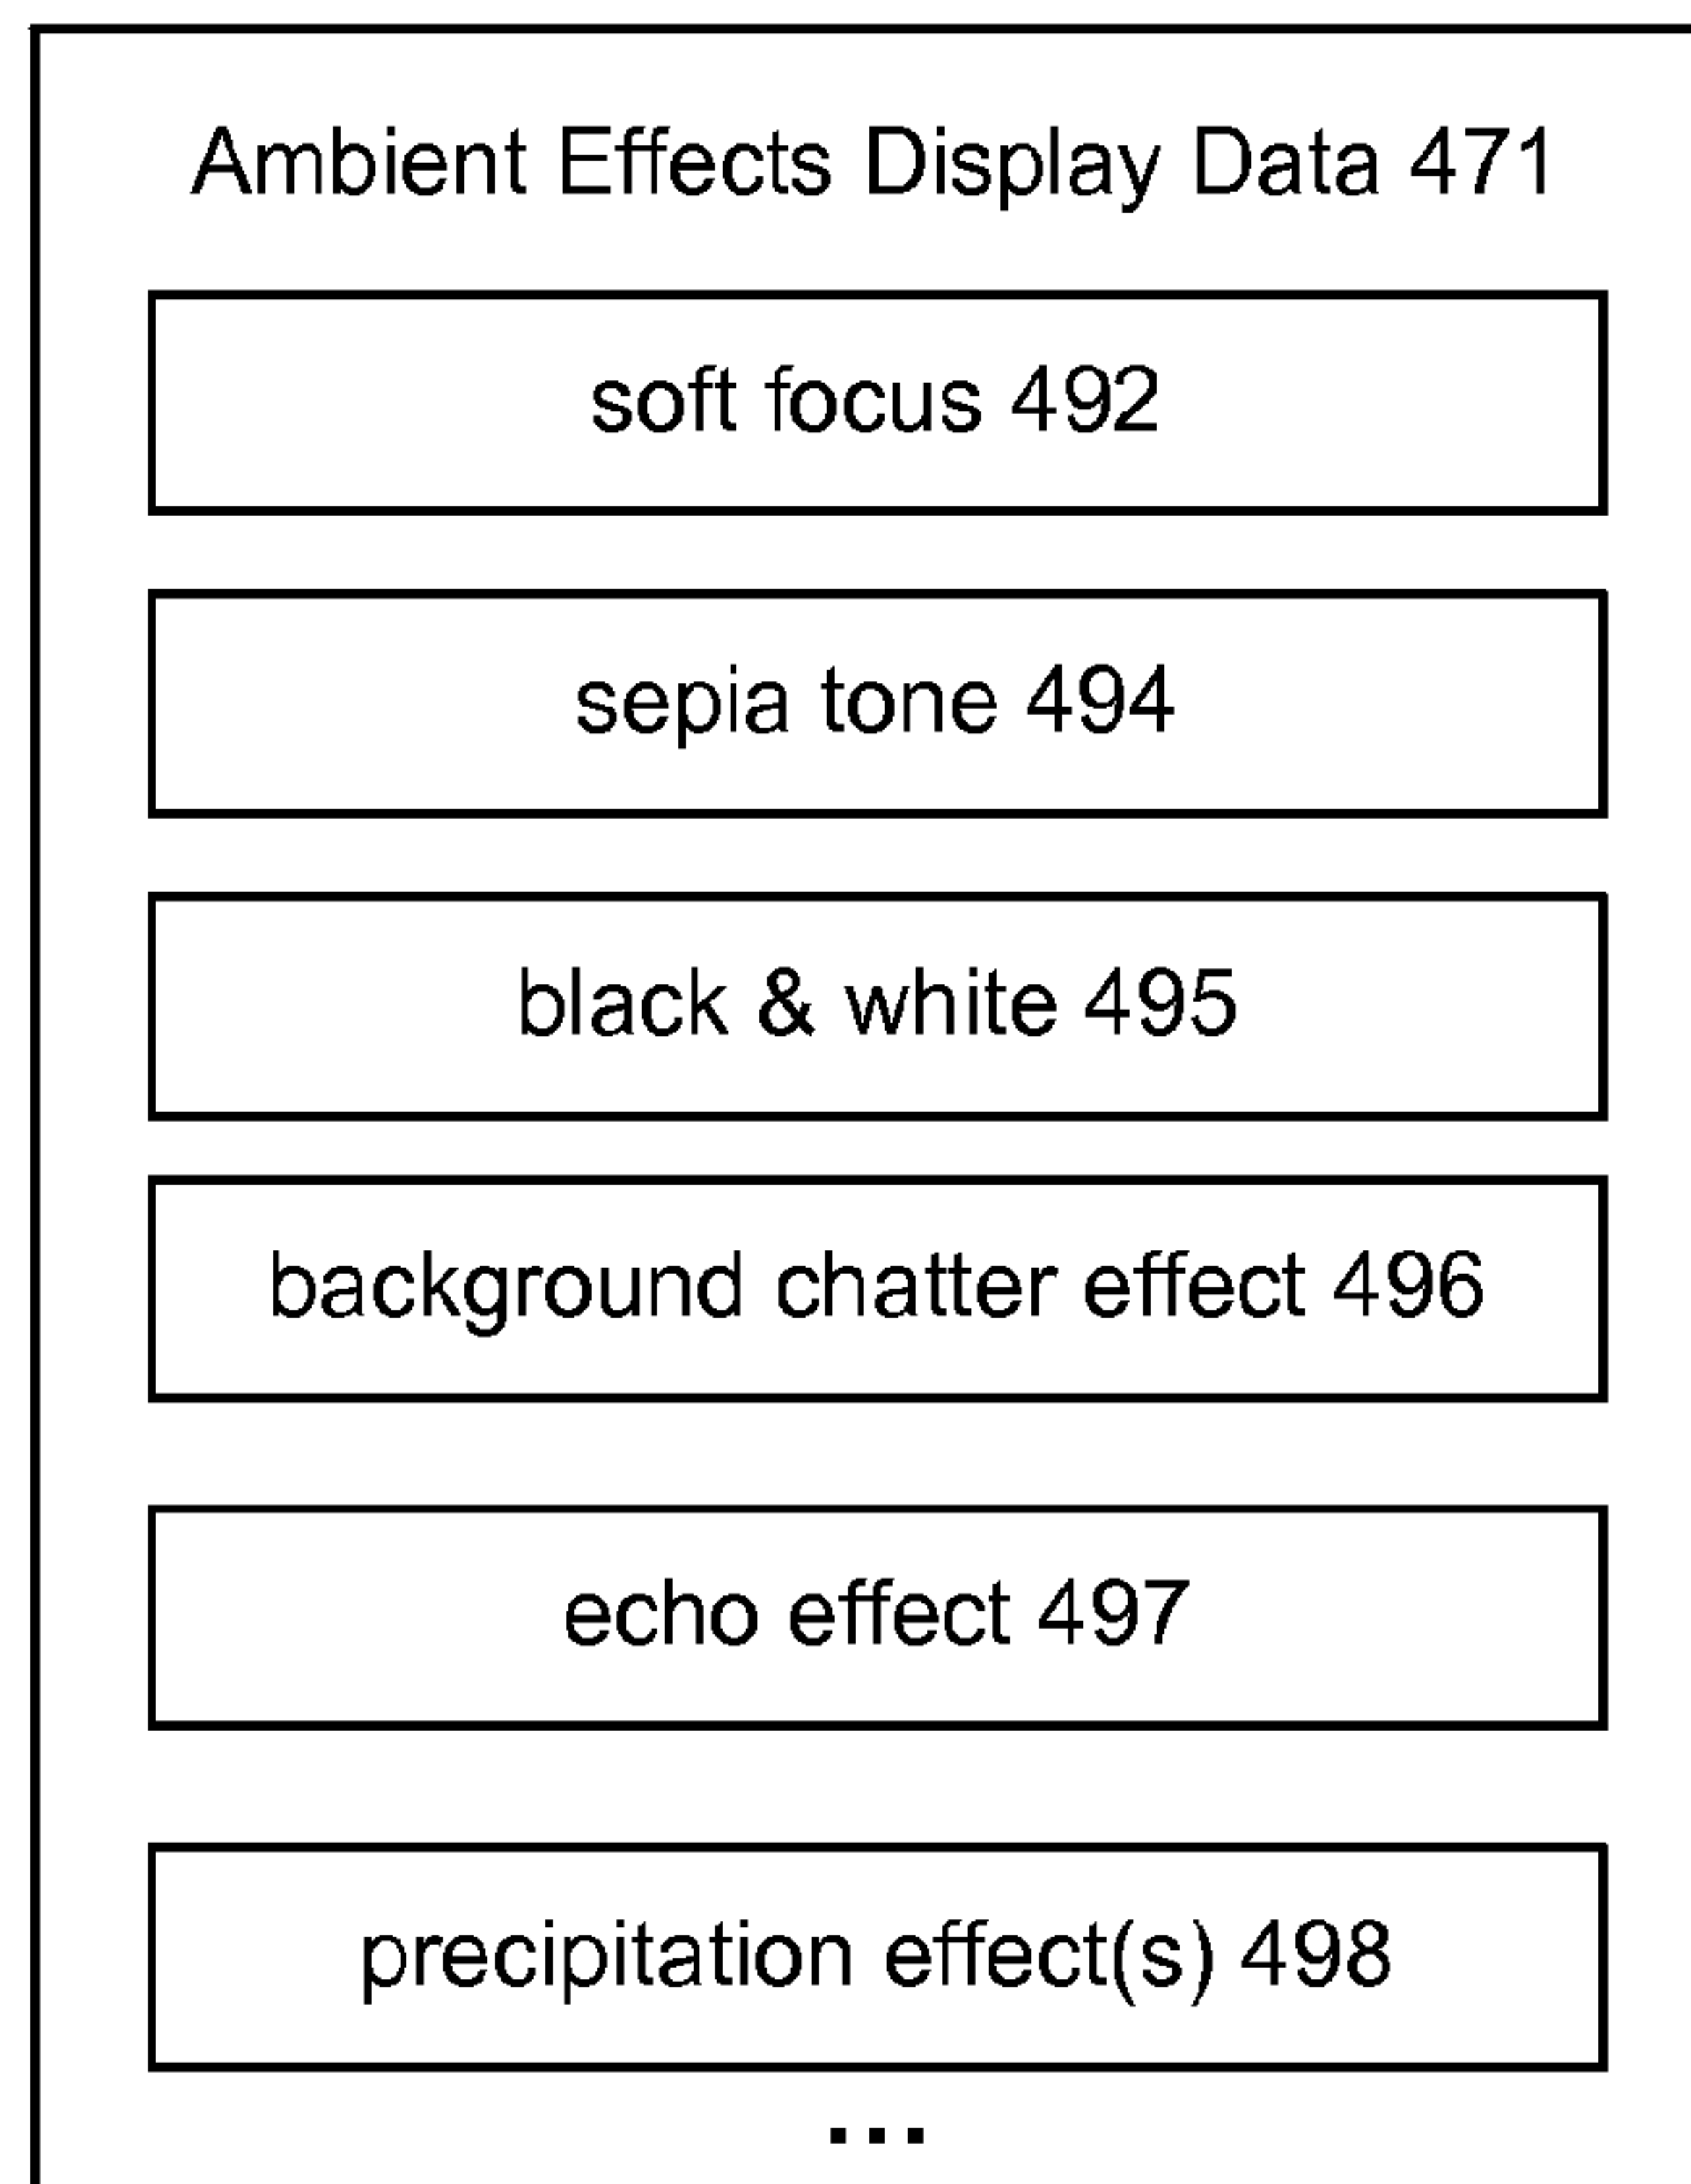 Ambient Effects Display Data 471
soft focus 492
sepia tone 494
black & white 495
background chatter effect 496
echo effect 497
precipitation effect(s) 498
...